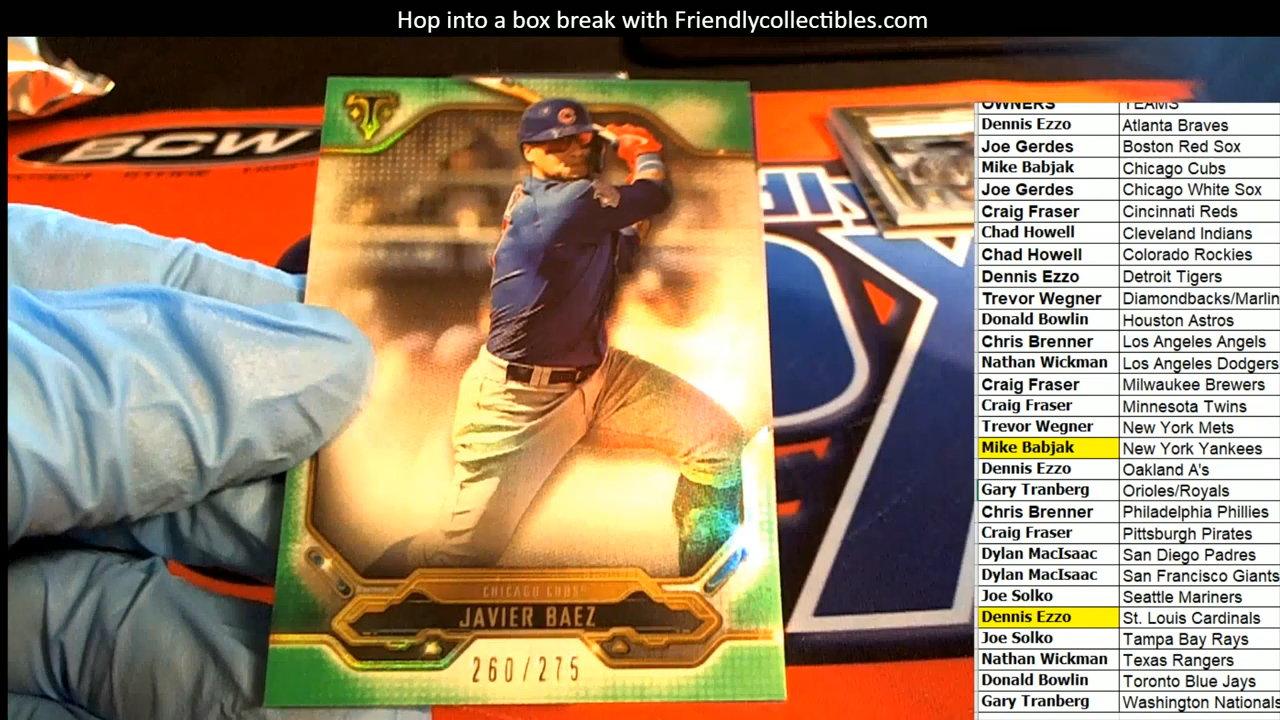 Hop into a box break with Friendlycollectibles.com
BCW
CHICAGO CUBS
JAVIER BAEZ
260/275
OWNERS TEAMS
Dennis Ezzo Atlanta Braves
Joe Gerdes Boston Red Sox
Mike Babjak Chicago Cubs
Joe Gerdes Chicago White Sox
Craig Fraser Cincinnati Reds
Chad Howell Cleveland Indians
Chad Howell Colorado Rockies
Dennis Ezzo Detroit Tigers
Trevor Wegner Diamondbacks/Marlin
Donald Bowlin Houston Astros
Chris Brenner Los Angeles Angels
Nathan Wickman Los Angeles Dodgers
Craig Fraser Milwaukee Brewers
Craig Fraser Minnesota Twins
Trevor Wegner New York Mets
Mike Babjak New York Yankees
Dennis Ezzo Oakland A's
Gary Tranberg Orioles/Royals
Chris Brenner Philadelphia Phillies
Craig Fraser Pittsburgh Pirates
Dylan MacIsaac San Diego Padres
Dylan MacIsaac San Francisco Giants
Joe Solko Seattle Mariners
Dennis Ezzo St. Louis Cardinals
Joe Solko Tampa Bay Rays
Nathan Wickman Texas Rangers
Donald Bowlin Toronto Blue Jays
Gary Tranberg Washington Nationals